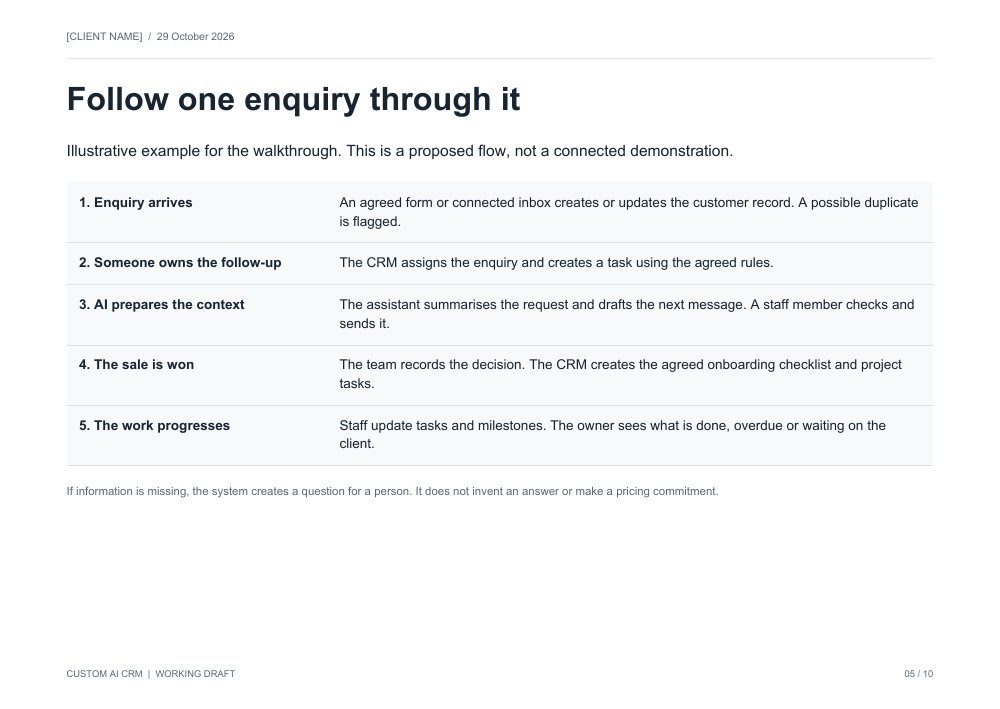 [CLIENT NAME] / 29 October 2026
Follow one enquiry through it
Illustrative example for the walkthrough. This is a proposed flow, not a connected demonstration.
1. Enquiry arrives
An agreed form or connected inbox creates or updates the customer record. A possible duplicate
is flagged.
2. Someone owns the follow-up
The CRM assigns the enquiry and creates a task using the agreed rules.
3. AI prepares the context
The assistant summarises the request and drafts the next message. A staff member checks and
sends it.
4. The sale is won
The team records the decision. The CRM creates the agreed onboarding checklist and project
tasks.
5. The work progresses
Staff update tasks and milestones. The owner sees what is done, overdue or waiting on the
client.
If information is missing, the system creates a question for a person. It does not invent an answer or make a pricing commitment.
CUSTOM AI CRM | WORKING DRAFT
05 / 10